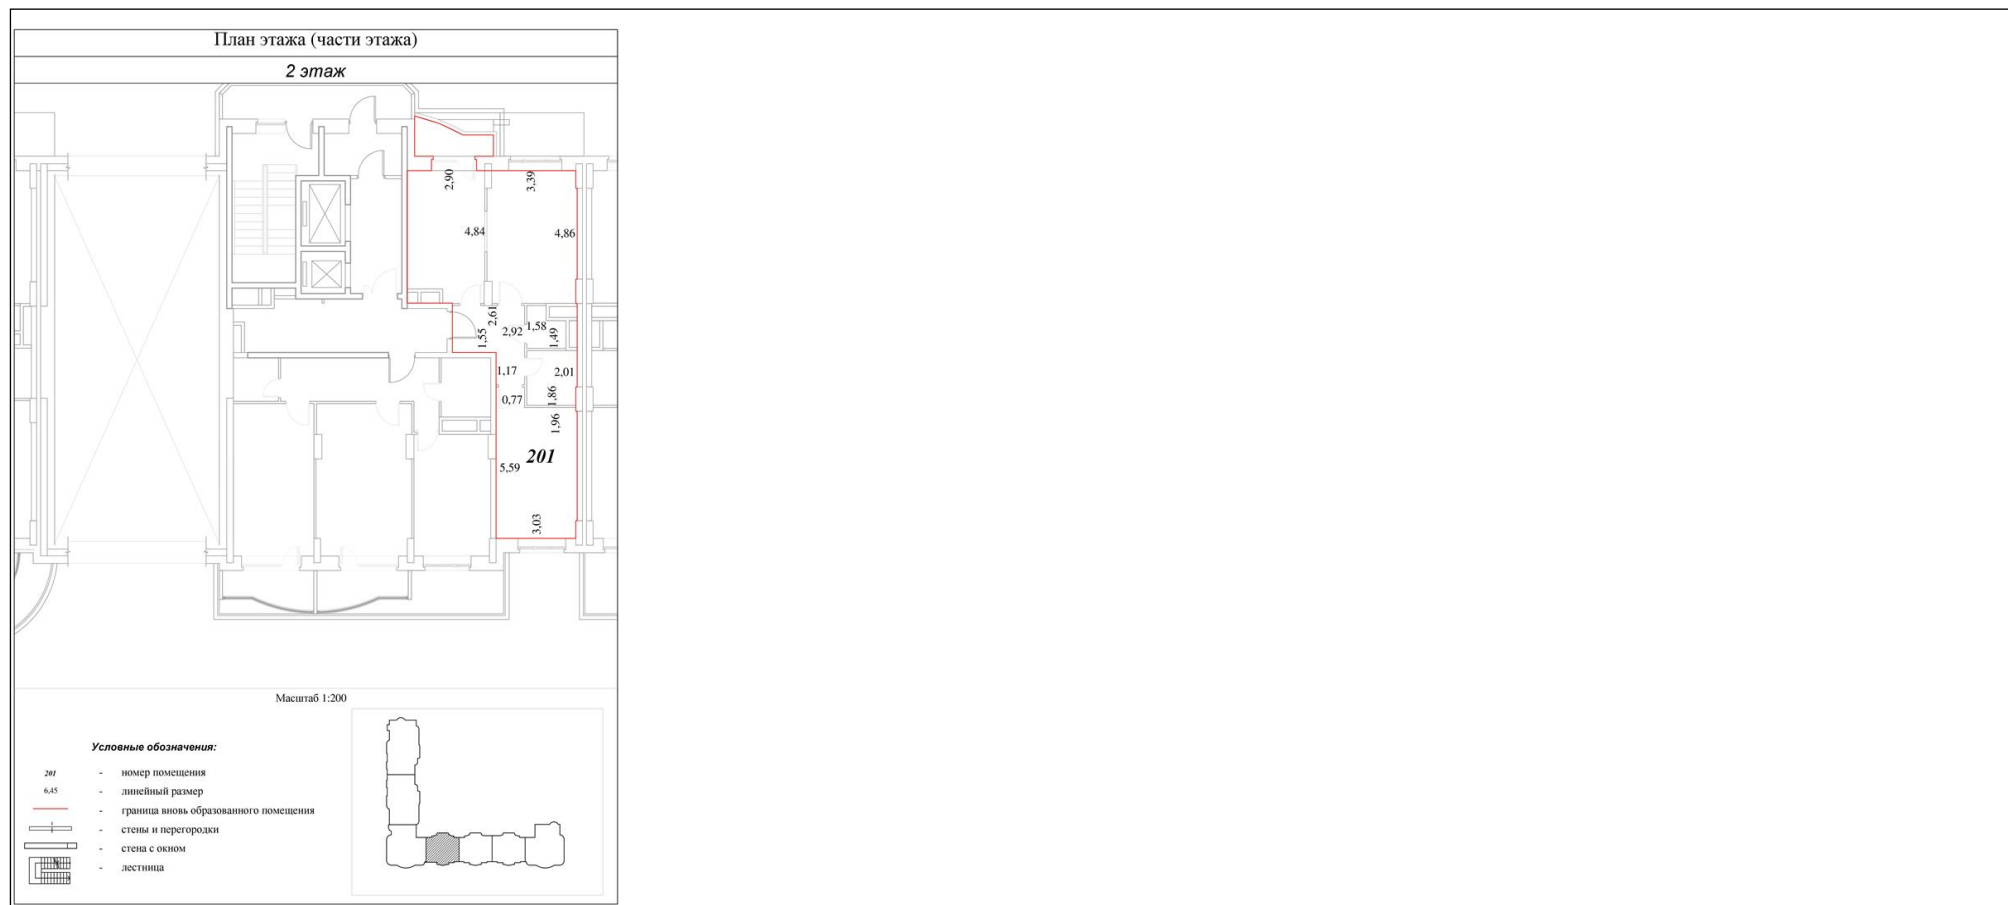 План этажа (части этажа)
2 этаж
2,90
3,39
4,84
4,86
2,61
1,55
2,92
1,58
1,49
1,17
2,01
0,77
1,86
1,96
201
5,59
3,03
Масштаб 1:200
Условные обозначения:
201 - номер помещения
6,45 - линейный размер
- граница вновь образованного помещения
- стены и перегородки
- стена с окном
- лестница